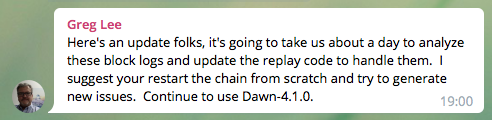 Greg Lee
Here's an update folks, it's going to take us about a day to analyze
these block logs and update the replay code to handle them.  I
suggest your restart the chain from scratch and try to generate
new issues.  Continue to use Dawn-4.1.0.
19:00